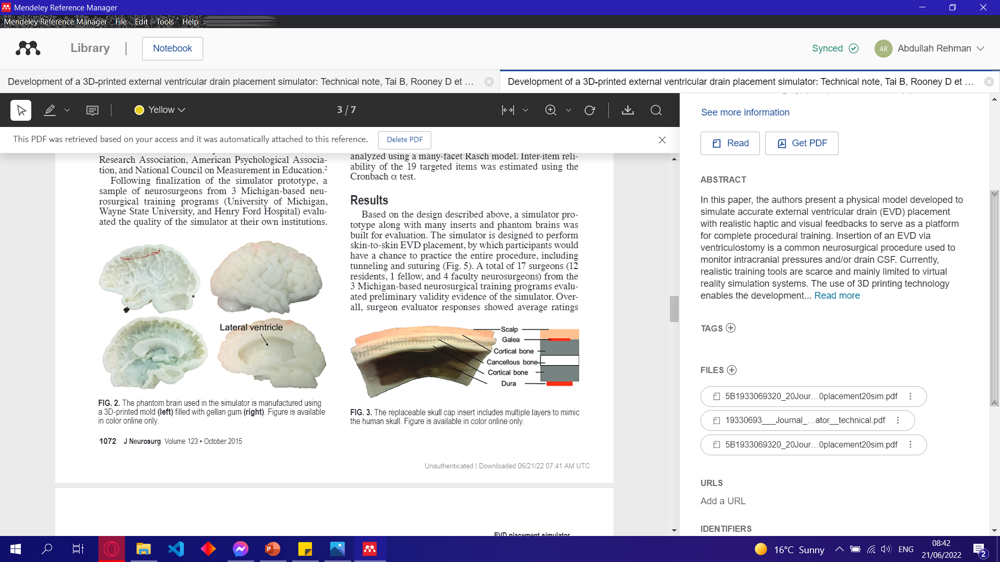 Mendeley Reference Manager
Mendeley Reference Manager File Edit Tools Help
Library
Notebook
Synced
AR
Abdullah Rehman
Development of a 3D-printed external ventricular drain placement simulator: Technical note, Tai B, Rooney D et ...
Development of a 3D-printed external ventricular drain placement simulator: Technical note, Tai B, Rooney D et ...
Yellow
3 / 7
This PDF was retrieved based on your access and it was automatically attached to this reference.
Delete PDF
Research Association, American Psychological Associa-
tion, and National Council on Measurement in Education.2
Following finalization of the simulator prototype, a
sample of neurosurgeons from 3 Michigan-based neu-
rosurgical training programs (University of Michigan,
Wayne State University, and Henry Ford Hospital) evalu-
ated the quality of the simulator at their own institutions.
Lateral ventricle
FIG. 2. The phantom brain used in the simulator is manufactured using
a 3D-printed mold (left) filled with gellan gum (right). Figure is available
in color online only.
1072 J Neurosurg Volume 123 • October 2015
analyzed using a many-facet Rasch model. Inter-item reli-
ability of the 19 targeted items was estimated using the
Cronbach α test.
Results
Based on the design described above, a simulator pro-
totype along with many inserts and phantom brains was
built for evaluation. The simulator is designed to perform
skin-to-skin EVD placement, by which participants would
have a chance to practice the entire procedure, including
tunneling and suturing (Fig. 5). A total of 17 surgeons (12
residents, 1 fellow, and 4 faculty neurosurgeons) from the
3 Michigan-based neurosurgical training programs evalu-
ated preliminary validity evidence of the simulator. Over-
all, surgeon evaluator responses showed average ratings
Scalp
Galea
Cortical bone
Cancellous bone
Cortical bone
Dura
FIG. 3. The replaceable skull cap insert includes multiple layers to mimic
the human skull. Figure is available in color online only.
Unauthenticated | Downloaded 06/21/22 07:41 AM UTC
EVD placement simulator
See more information
Read
Get PDF
ABSTRACT
In this paper, the authors present a physical model developed to
simulate accurate external ventricular drain (EVD) placement
with realistic haptic and visual feedbacks to serve as a platform
for complete procedural training. Insertion of an EVD via
ventriculostomy is a common neurosurgical procedure used to
monitor intracranial pressures and/or drain CSF. Currently,
realistic training tools are scarce and mainly limited to virtual
reality simulation systems. The use of 3D printing technology
enables the development... Read more
TAGS
FILES
5B1933069320_20Jour...0placement20sim.pdf
19330693___Journal_...ator__technical.pdf
5B1933069320_20Jour...0placement20sim.pdf
URLS
Add a URL
IDENTIFIERS
16°C Sunny
ENG
08:42
21/06/2022
2